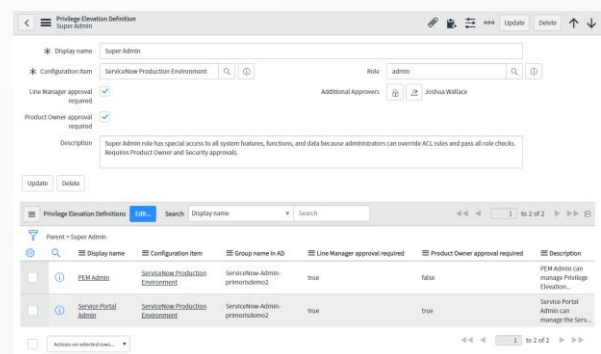 Privilege Elevation Definition
Super Admin
Update Delete
Display name Super Admin
Configuration item ServiceNow Production Environment Role admin
Line Manager approval required Additional Approvers Joshua Wallace
Product Owner approval required
Description Super Admin role has special access to all system features, functions, and data because administrators can override ACL rules and pass all role checks.
Requires Product Owner and Security approvals.
Update Delete
Privilege Elevation Definitions Edit... Search Display name Search 1 to 2 of 2
Parent = Super Admin
Display name Configuration item Group name in AD Line Manager approval required Product Owner approval required Description
PEM Admin ServiceNow Production Environment ServiceNow-Admin-primorisdemo2 true false PEM Admin can manage Privilege Elevation...
Service Portal Admin ServiceNow Production Environment ServiceNow-Admin-primorisdemo2 true true Service Portal Admin can manage the Serv...
Actions on selected rows... 1 to 2 of 2